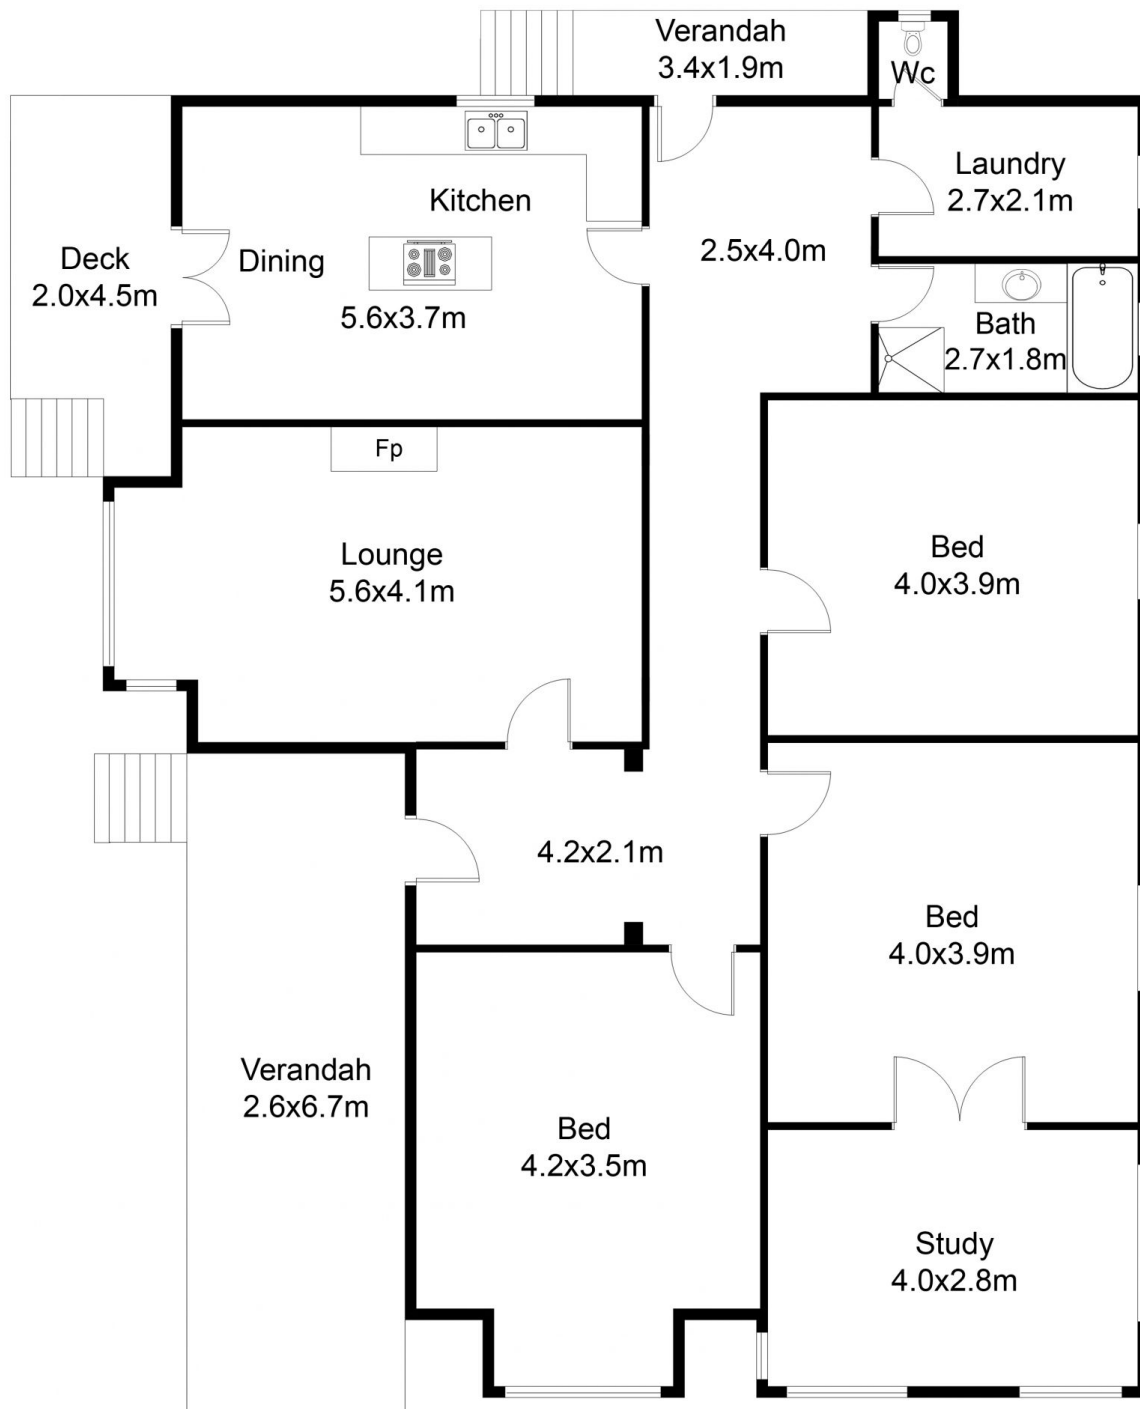 Verandah
3.4x1.9m
Wc
Laundry
2.7x2.1m
Kitchen
Deck
2.0x4.5m
Dining
2.5x4.0m
5.6x3.7m
Bath
2.7x1.8m
Fp
Lounge
5.6x4.1m
Bed
4.0x3.9m
4.2x2.1m
Bed
4.0x3.9m
Verandah
2.6x6.7m
Bed
4.2x3.5m
Study
4.0x2.8m